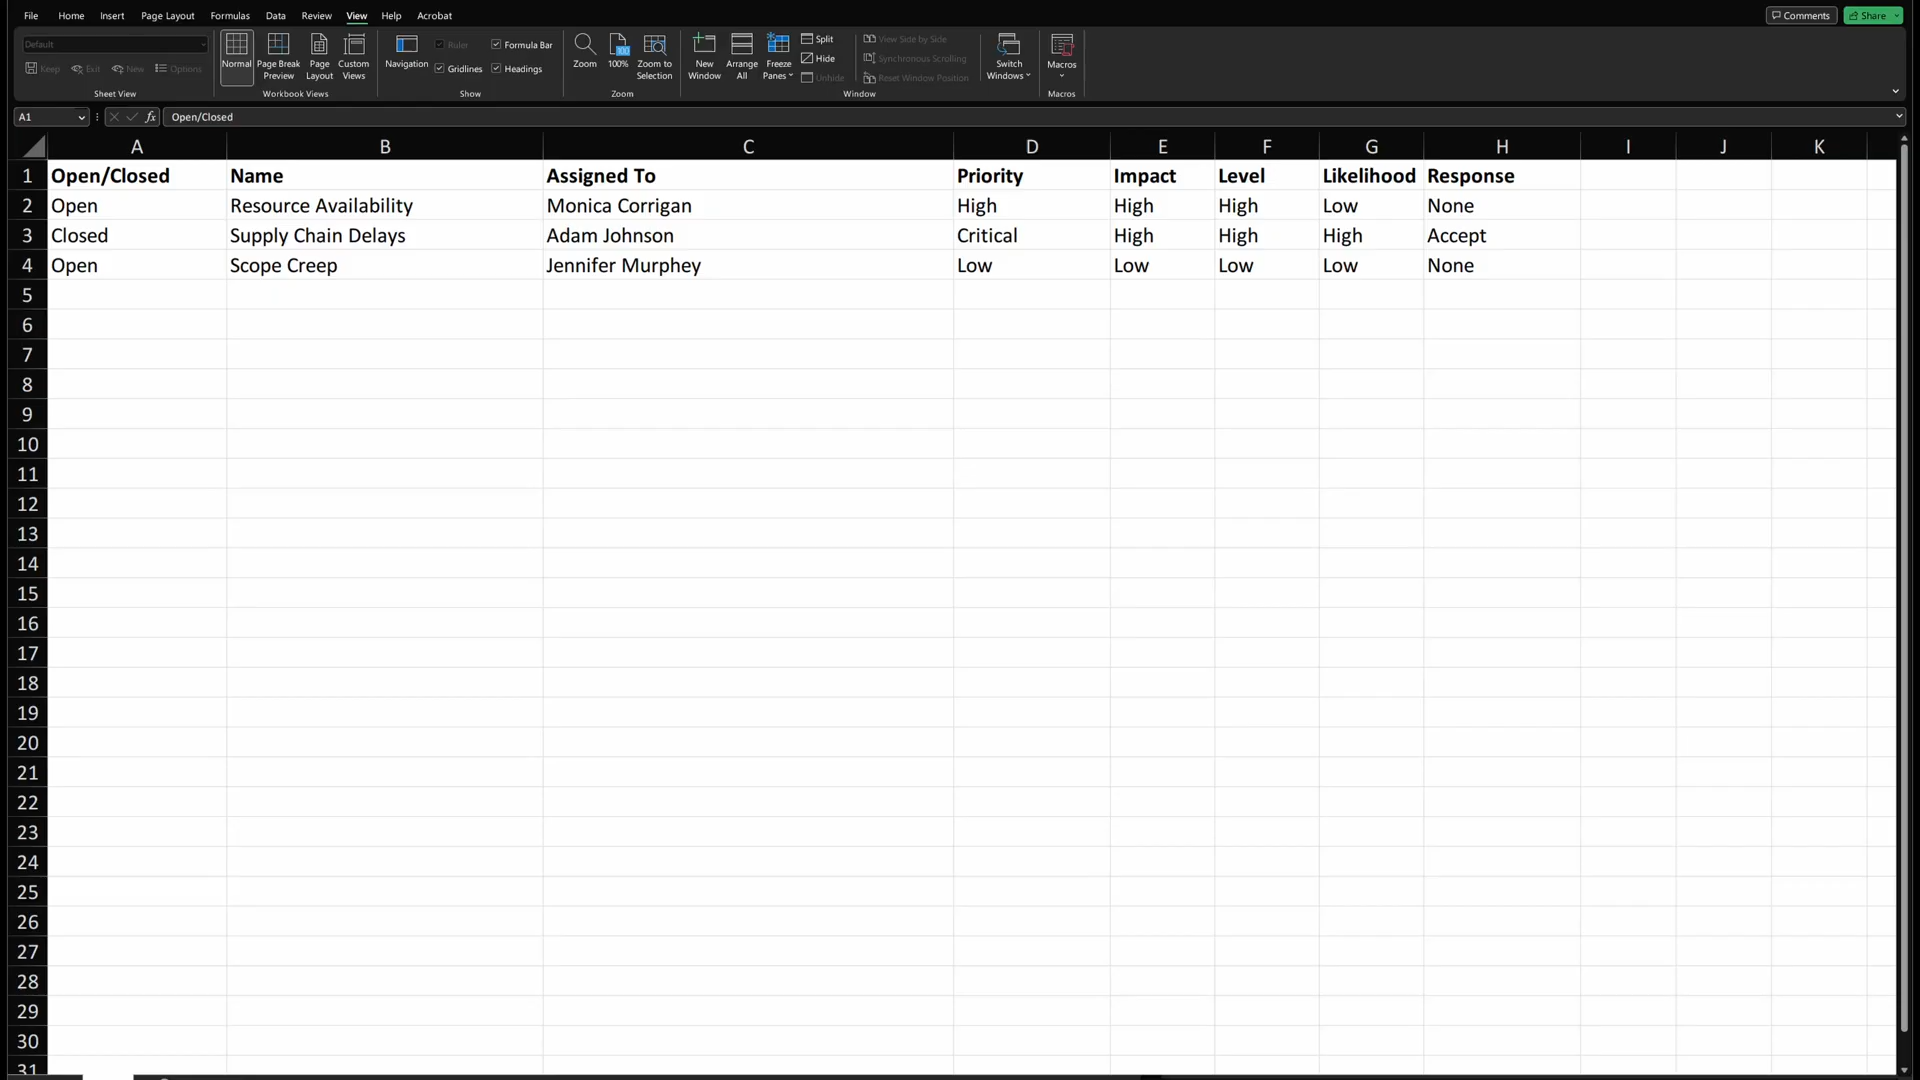 File Home Insert Page Layout Formulas Data Review View Help Acrobat Comments Share
Default
Keep Exit New Options
Sheet View
Normal Page Break Preview Page Layout Custom Views
Workbook Views
Navigation Ruler Formula Bar
Gridlines Headings
Show
Zoom 100% Zoom to Selection
Zoom
New Window Arrange All Freeze Panes Split
Hide
Unhide
View Side by Side
Synchronous Scrolling
Reset Window Position
Switch Windows
Window
Macros
Macros
A1 fx Open/Closed
A B C D E F G H I J K
1 Open/Closed Name Assigned To Priority Impact Level Likelihood Response
2 Open Resource Availability Monica Corrigan High High High Low None
3 Closed Supply Chain Delays Adam Johnson Critical High High High Accept
4 Open Scope Creep Jennifer Murphey Low Low Low Low None
5
6
7
8
9
10
11
12
13
14
15
16
17
18
19
20
21
22
23
24
25
26
27
28
29
30
31